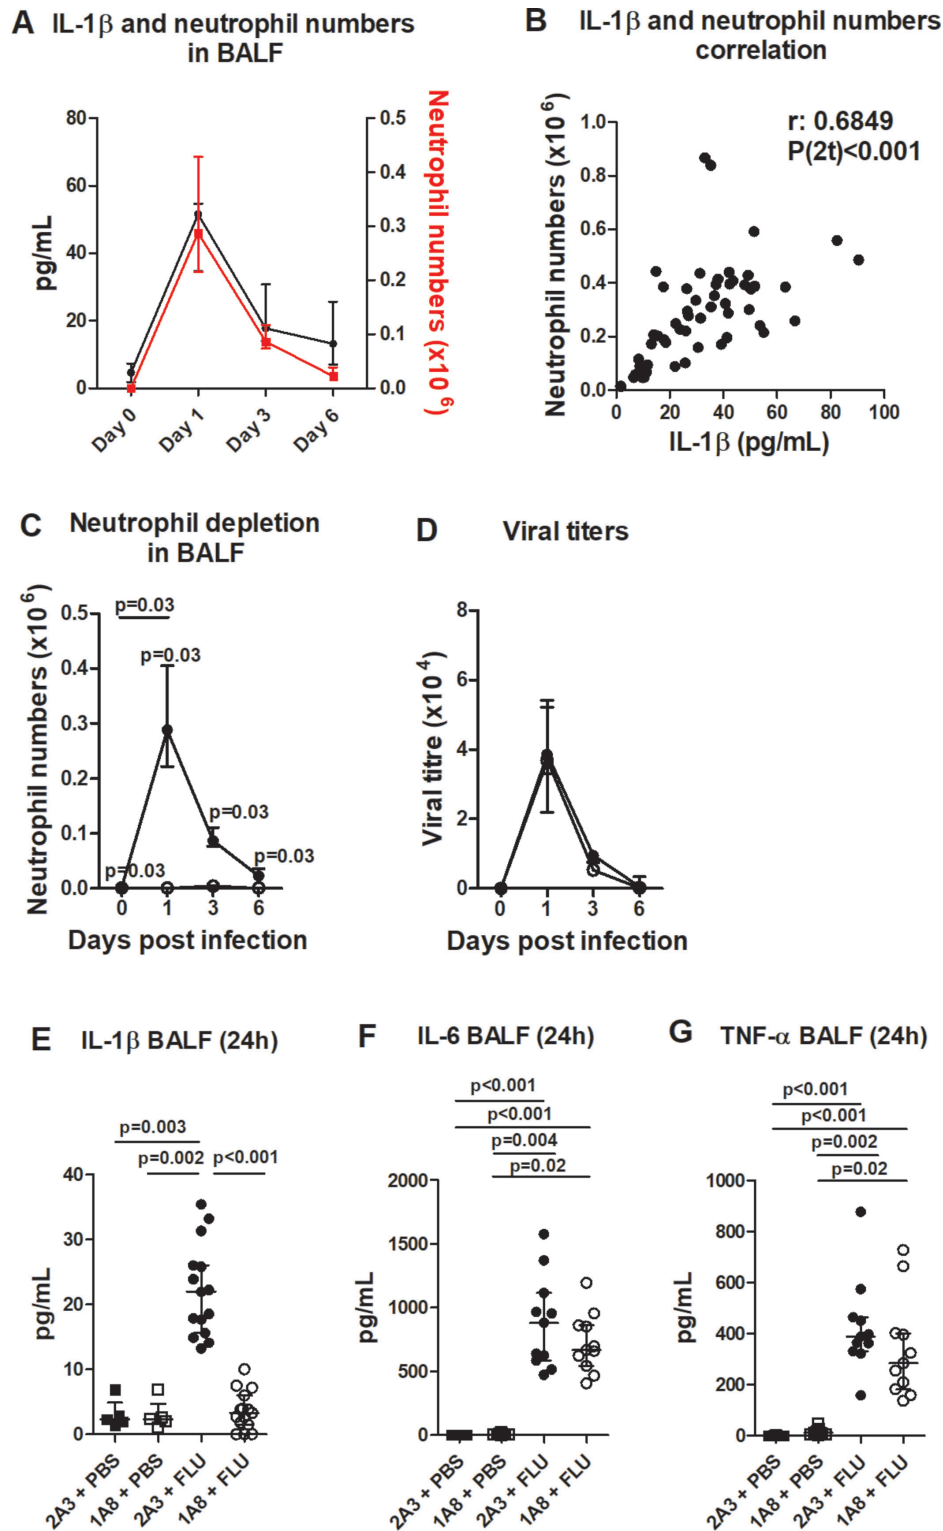 A IL-1β and neutrophil numbers
in BALF
80
60
40
20
0
pg/mL
0.5
0.4
0.3
0.2
0.1
0.0
Neutrophil numbers (x10 6)
Day 0
Day 1
Day 3
Day 6
B IL-1β and neutrophil numbers
correlation
r: 0.6849
P(2t)<0.001
Neutrophil numbers (x10 6)
1.0
0.8
0.6
0.4
0.2
0.0
0 20 40 60 80 100
IL-1β (pg/mL)
C Neutrophil depletion
in BALF
Neutrophil numbers (x10 6)
0.5
0.4
0.3
0.2
0.1
0.0
p=0.03
p=0.03
p=0.03
p=0.03
p=0.03
0 1 3 6
Days post infection
D Viral titers
Viral titre (x10 4)
8
6
4
2
0
0 1 3 6
Days post infection
E IL-1β BALF (24h)
p=0.003
p=0.002 p<0.001
pg/mL
40
30
20
10
0
2A3 + PBS
1A8 + PBS
2A3 + FLU
1A8 + FLU
F IL-6 BALF (24h)
p<0.001
p<0.001
p=0.004
p=0.02
pg/mL
2000
1500
1000
500
0
2A3 + PBS
1A8 + PBS
2A3 + FLU
1A8 + FLU
G TNF-α BALF (24h)
p<0.001
p<0.001
p=0.002
p=0.02
pg/mL
1000
800
600
400
200
0
2A3 + PBS
1A8 + PBS
2A3 + FLU
1A8 + FLU